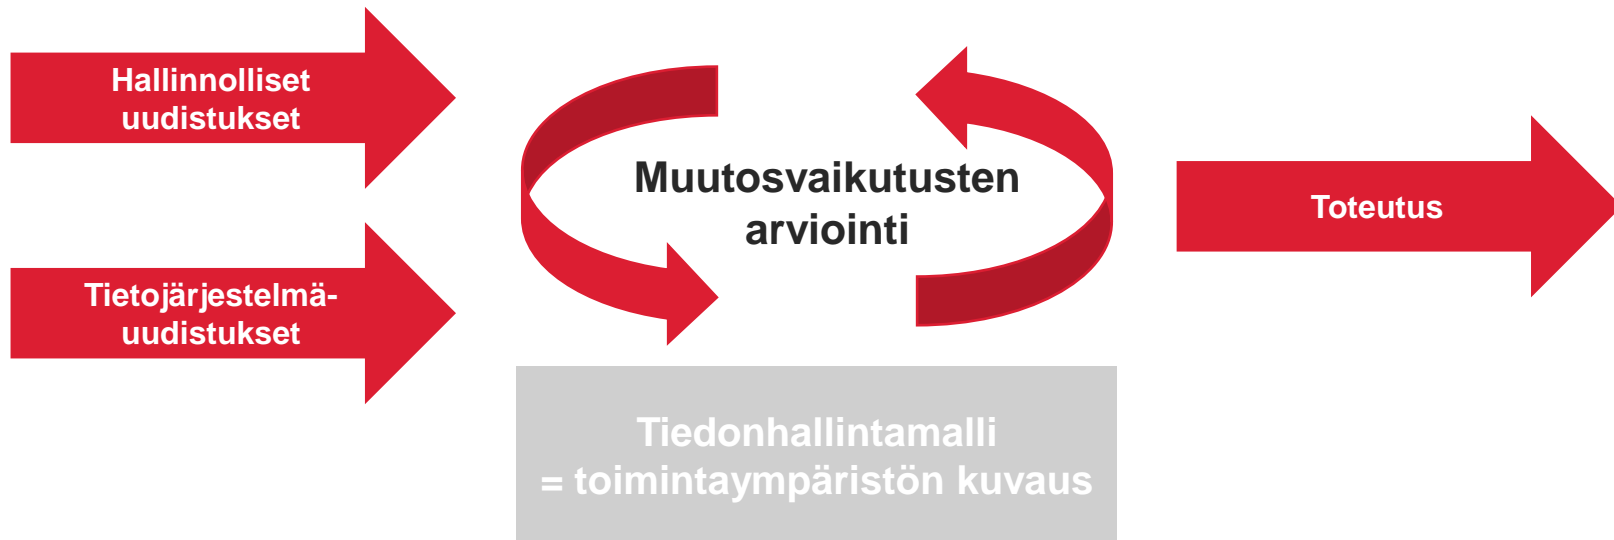 Hallinnolliset
uudistukset
Tietojärjestelmä-
uudistukset
Muutosvaikutusten
arviointi
Toteutus
Tiedonhallintamalli
= toimintaympäristön kuvaus